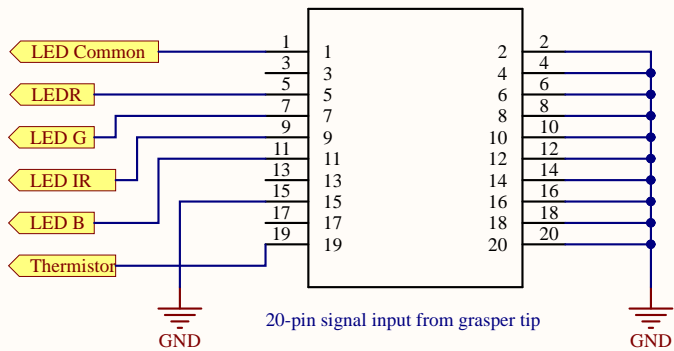 LED Common
LEDR
LED G
LED IR
LED B
Thermistor
1 1 2 2
3 3 4 4
5 5 6 6
7 7 8 8
9 9 10 10
11 11 12 12
13 13 14 14
15 15 16 16
17 17 18 18
19 19 20 20
20-pin signal input from grasper tip
GND GND